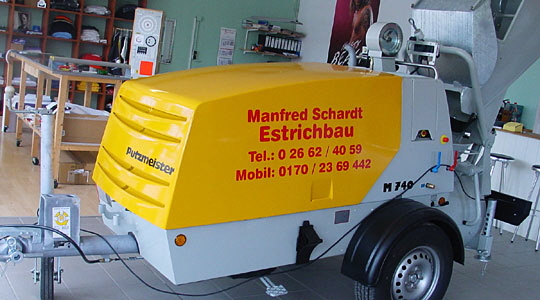 Manfred Schardt
Estrichbau
Tel.: 0 26 62 / 40 59
Mobil: 0170 / 23 69 442
Putzmeister
M 740